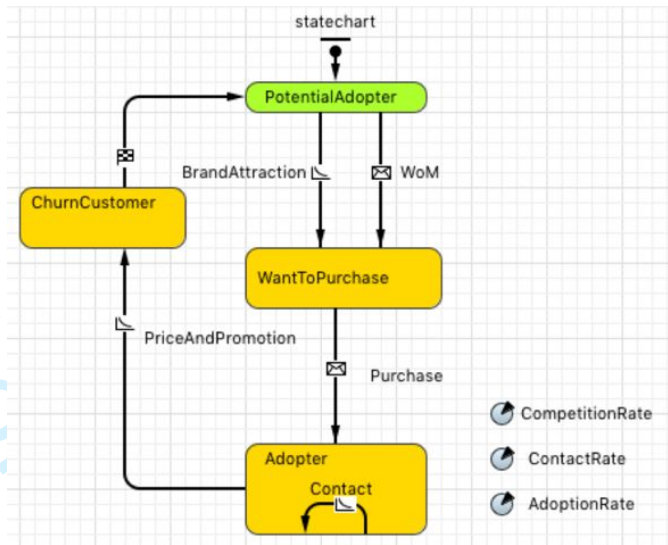 statechart
PotentialAdopter
BrandAttraction
WoM
ChurnCustomer
WantToPurchase
PriceAndPromotion
Purchase
CompetitionRate
Adopter
ContactRate
Contact
AdoptionRate